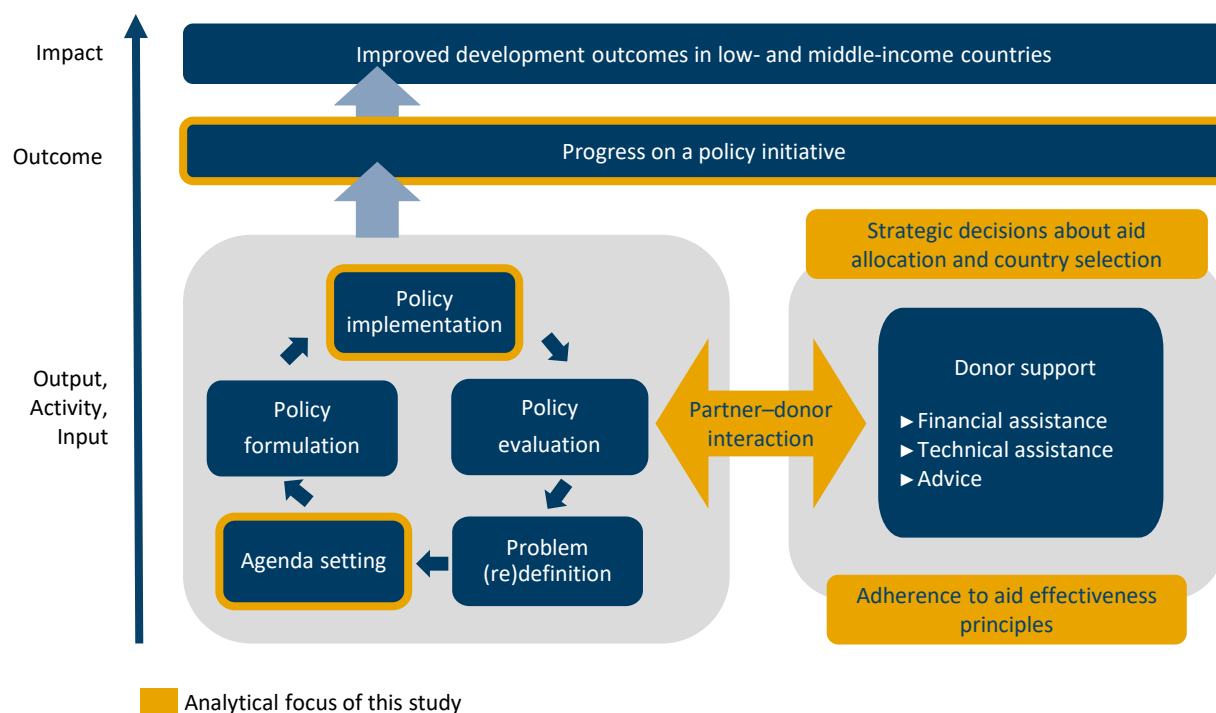 Impact
Improved development outcomes in low- and middle-income countries
Outcome
Progress on a policy initiative
Strategic decisions about aid
allocation and country selection
Output,
Activity,
Input
Policy
implementation
Policy
formulation
Policy
evaluation
Agenda setting
Problem
(re)definition
Partner–donor
interaction
Donor support
►Financial assistance
►Technical assistance
►Advice
Adherence to aid effectiveness
principles
Analytical focus of this study